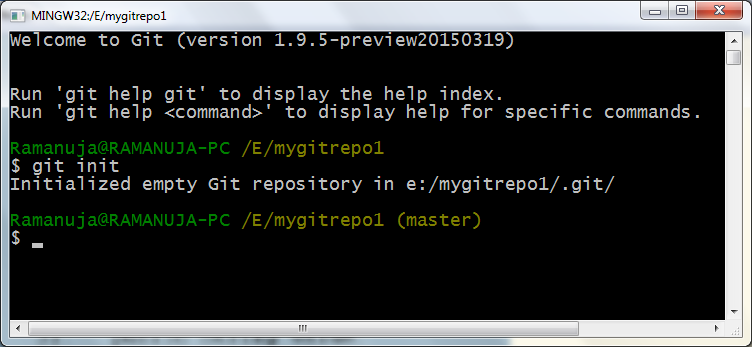 MINGW32:/E/mygitrepo1
Welcome to Git (version 1.9.5-preview20150319)
Run 'git help git' to display the help index.
Run 'git help <command>' to display help for specific commands.
Ramanuja@RAMANUJA-PC /E/mygitrepo1
$ git init
Initialized empty Git repository in e:/mygitrepo1/.git/
Ramanuja@RAMANUJA-PC /E/mygitrepo1 (master)
$